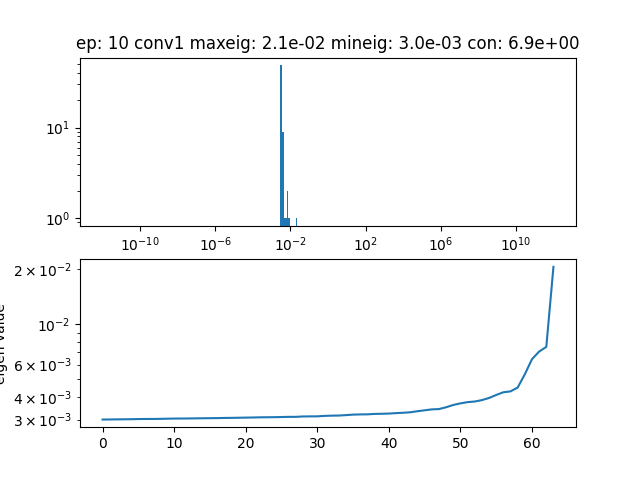 ep: 10 conv1 maxeig: 2.1e-02 mineig: 3.0e-03 con: 6.9e+00
10¹
10⁰
10⁻¹⁰ 10⁻⁶ 10⁻² 10² 10⁶ 10¹⁰
2 × 10⁻²
10⁻²
6 × 10⁻³
4 × 10⁻³
3 × 10⁻³
0 10 20 30 40 50 60
eigen value